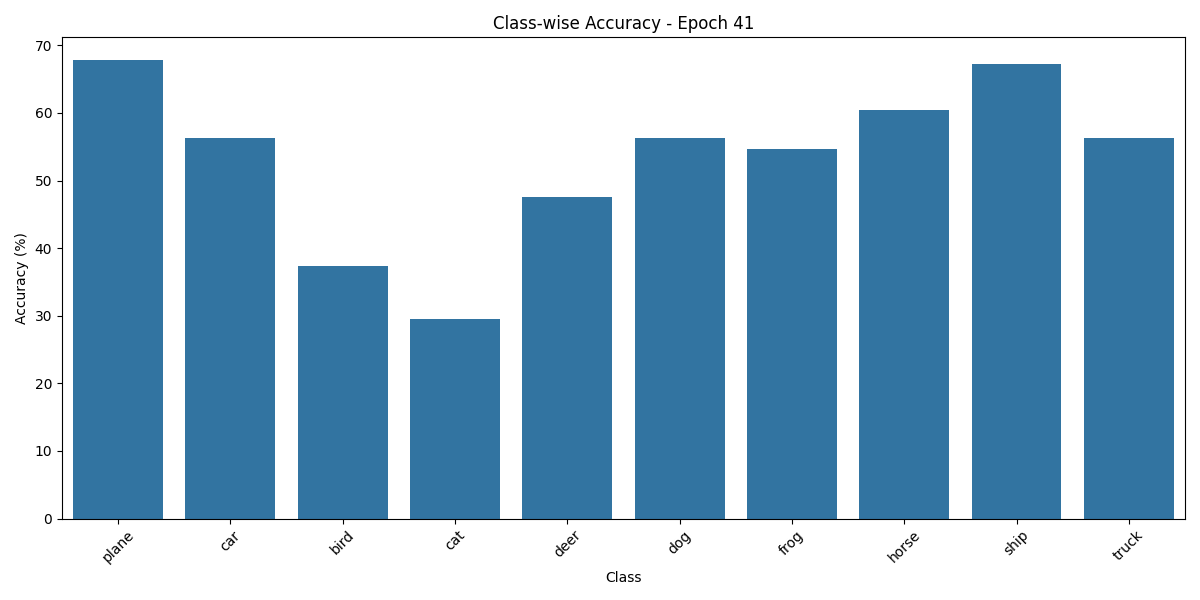 Class-wise Accuracy - Epoch 41
70
60
50
40
30
20
10
0
Accuracy (%)
plane
car
bird
cat
deer
dog
frog
horse
ship
truck
Class